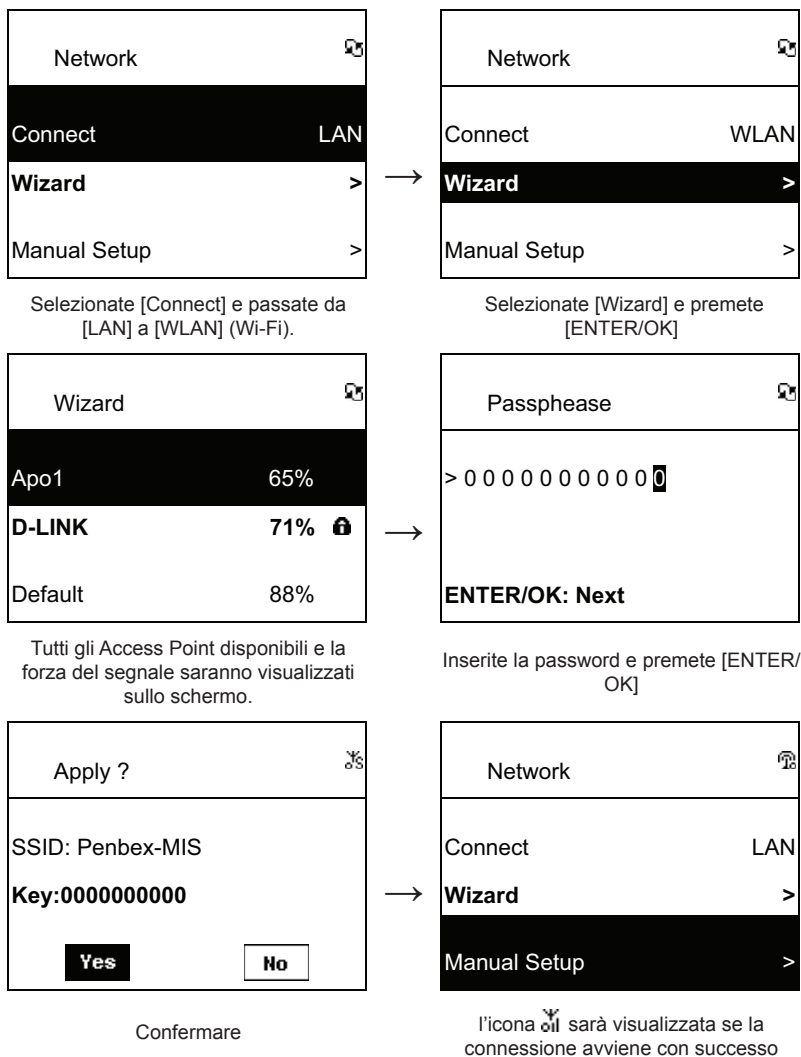 Network
Connect LAN
Wizard >
Manual Setup >
Selezionate [Connect] e passate da
[LAN] a [WLAN] (Wi-Fi).
→
Network
Connect WLAN
Wizard >
Manual Setup >
Selezionate [Wizard] e premete
[ENTER/OK]
Wizard
Apo1 65%
D-LINK 71%
Default 88%
Tutti gli Access Point disponibili e la
forza del segnale saranno visualizzati
sullo schermo.
→
Passphease
> 0 0 0 0 0 0 0 0 0 0 0
ENTER/OK: Next
Inserite la password e premete [ENTER/
OK]
Apply ?
SSID: Penbex-MIS
Key:0000000000
Yes No
Confermare
→
Network
Connect LAN
Wizard >
Manual Setup >
l'icona sarà visualizzata se la
connessione avviene con successo